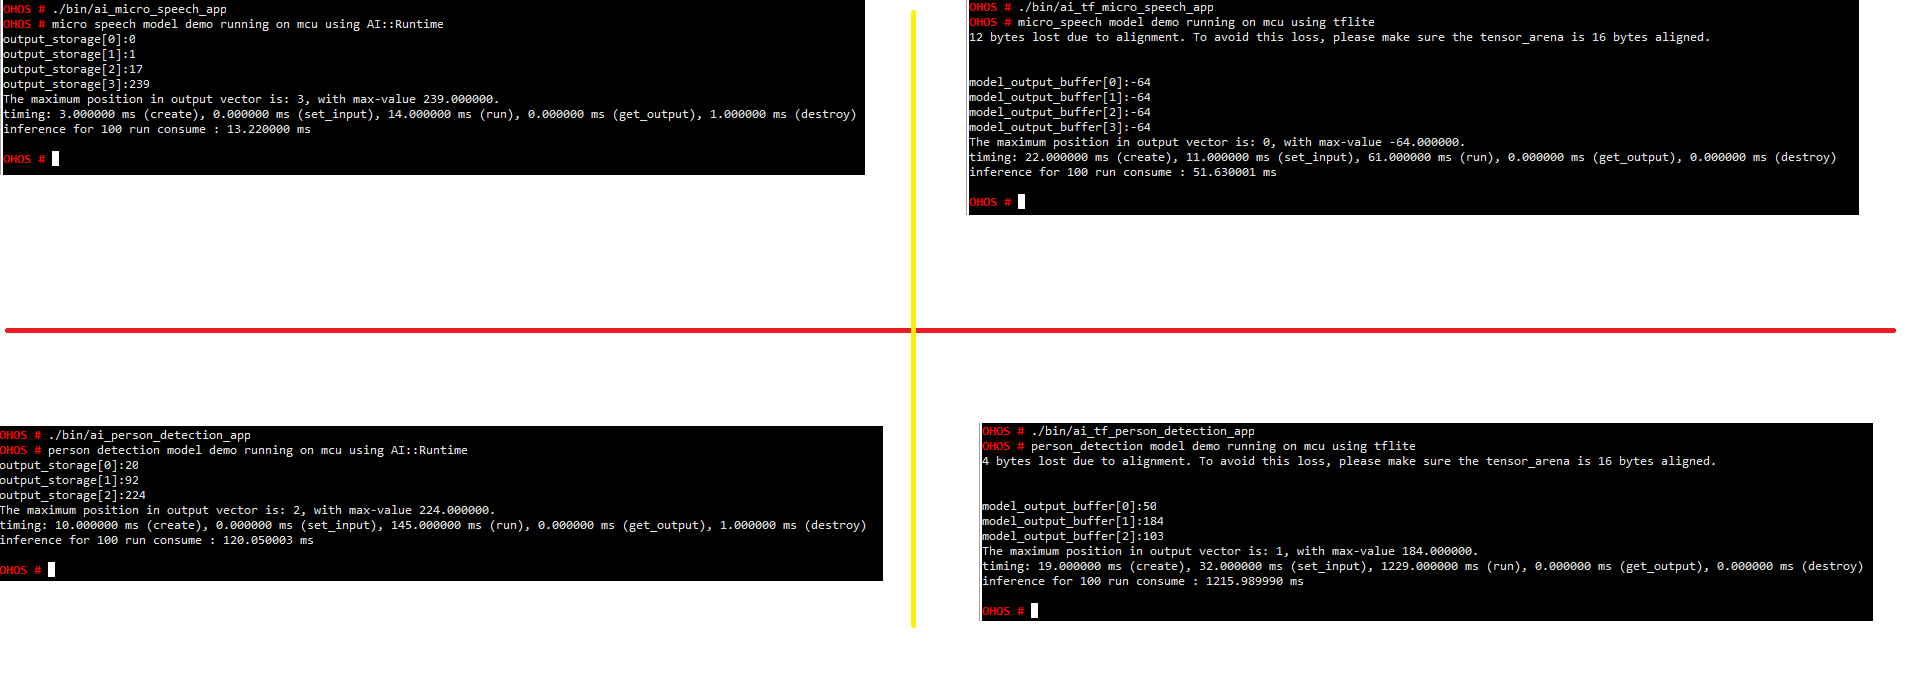 OHOS # ./bin/ai_micro_speech_app
OHOS # micro speech model demo running on mcu using AI::Runtime
output_storage[0]:0
output_storage[1]:1
output_storage[2]:17
output_storage[3]:239
The maximum position in output vector is: 3, with max-value 239.000000.
timing: 3.000000 ms (create), 0.000000 ms (set_input), 14.000000 ms (run), 0.000000 ms (get_output), 1.000000 ms (destroy)
inference for 100 run consume : 13.220000 ms
OHOS #
OHOS # ./bin/ai_tf_micro_speech_app
OHOS # micro_speech model demo running on mcu using tflite
12 bytes lost due to alignment. To avoid this loss, please make sure the tensor_arena is 16 bytes aligned.
model_output_buffer[0]:-64
model_output_buffer[1]:-64
model_output_buffer[2]:-64
model_output_buffer[3]:-64
The maximum position in output vector is: 0, with max-value -64.000000.
timing: 22.000000 ms (create), 11.000000 ms (set_input), 61.000000 ms (run), 0.000000 ms (get_output), 0.000000 ms (destroy)
inference for 100 run consume : 51.630001 ms
OHOS #
OHOS # ./bin/ai_person_detection_app
OHOS # person detection model demo running on mcu using AI::Runtime
output_storage[0]:20
output_storage[1]:92
output_storage[2]:224
The maximum position in output vector is: 2, with max-value 224.000000.
timing: 10.000000 ms (create), 0.000000 ms (set_input), 145.000000 ms (run), 0.000000 ms (get_output), 1.000000 ms (destroy)
inference for 100 run consume : 120.050003 ms
OHOS #
OHOS # ./bin/ai_tf_person_detection_app
OHOS # person_detection model demo running on mcu using tflite
4 bytes lost due to alignment. To avoid this loss, please make sure the tensor_arena is 16 bytes aligned.
model_output_buffer[0]:50
model_output_buffer[1]:184
model_output_buffer[2]:103
The maximum position in output vector is: 1, with max-value 184.000000.
timing: 19.000000 ms (create), 32.000000 ms (set_input), 1229.000000 ms (run), 0.000000 ms (get_output), 0.000000 ms (destroy)
inference for 100 run consume : 1215.989990 ms
OHOS #